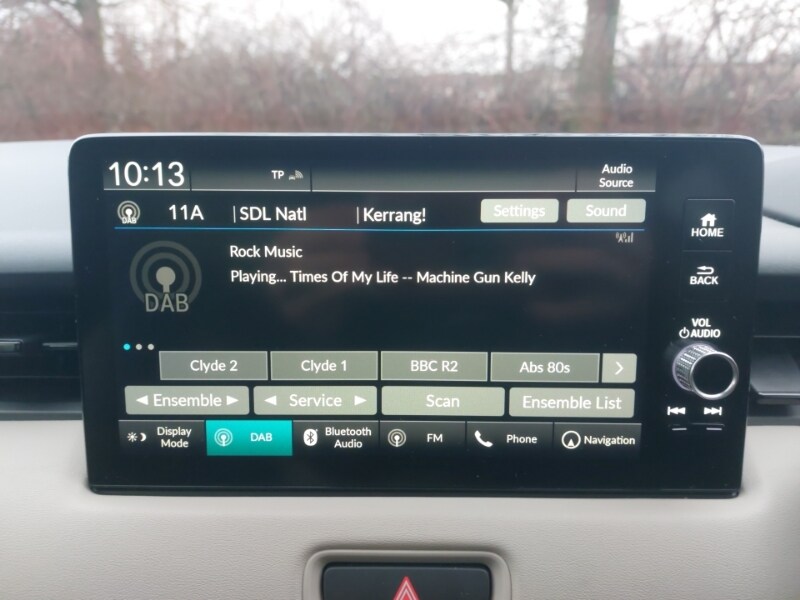 10:13 TP Audio
Source
DAB 11A |SDL Natl |Kerrang! Settings Sound
Rock Music
Playing... Times Of My Life -- Machine Gun Kelly
DAB
Clyde 2 Clyde 1 BBC R2 Abs 80s >
◀ Ensemble ▶ ◀ Service ▶ Scan Ensemble List
Display
Mode
DAB
Bluetooth
Audio
FM
Phone
Navigation
HOME
BACK
VOL
AUDIO